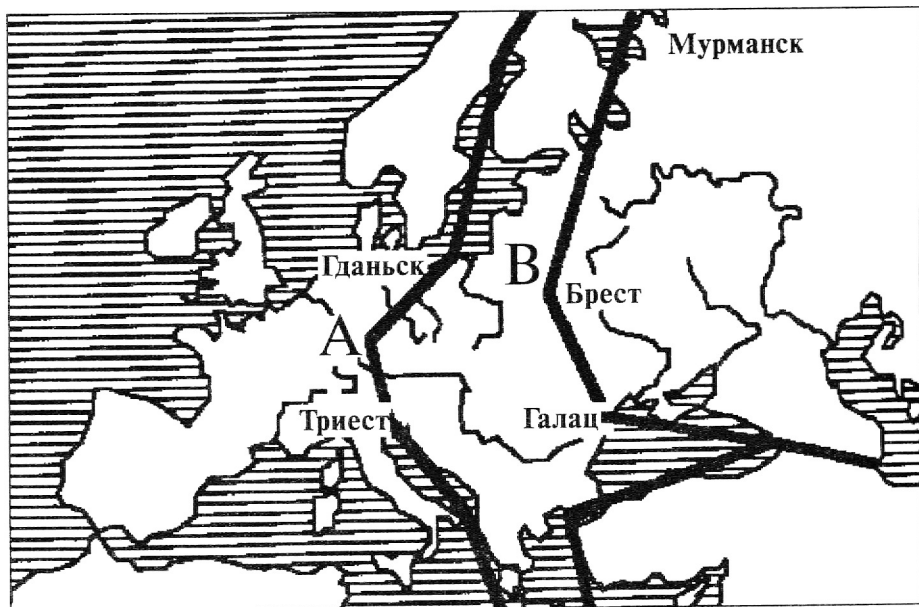 Мурманск
Гданьск
В
Брест
А
Триест
Галац